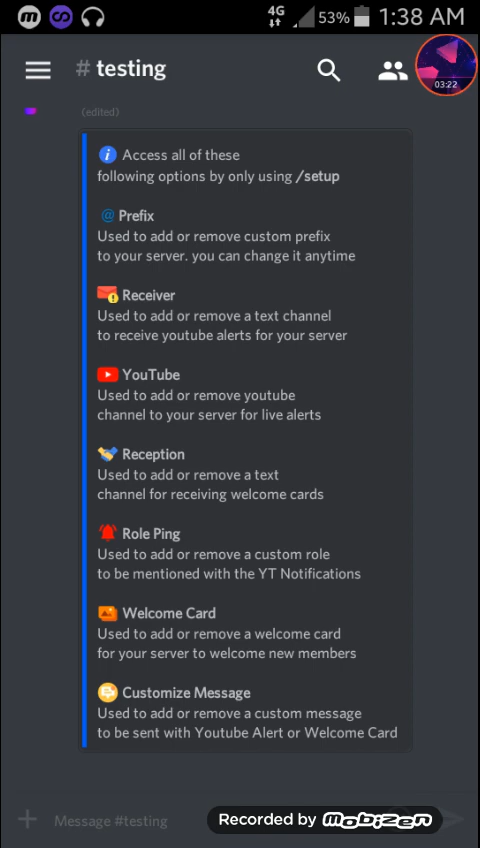 4G 53% 1:38 AM
# testing
03:22
(edited)
Access all of these
following options by only using /setup
@ Prefix
Used to add or remove custom prefix
to your server. you can change it anytime
Receiver
Used to add or remove a text channel
to receive youtube alerts for your server
YouTube
Used to add or remove youtube
channel to your server for live alerts
Reception
Used to add or remove a text
channel for receiving welcome cards
Role Ping
Used to add or remove a custom role
to be mentioned with the YT Notifications
Welcome Card
Used to add or remove a welcome card
for your server to welcome new members
Customize Message
Used to add or remove a custom message
to be sent with Youtube Alert or Welcome Card
Message #testing
Recorded by mobizen